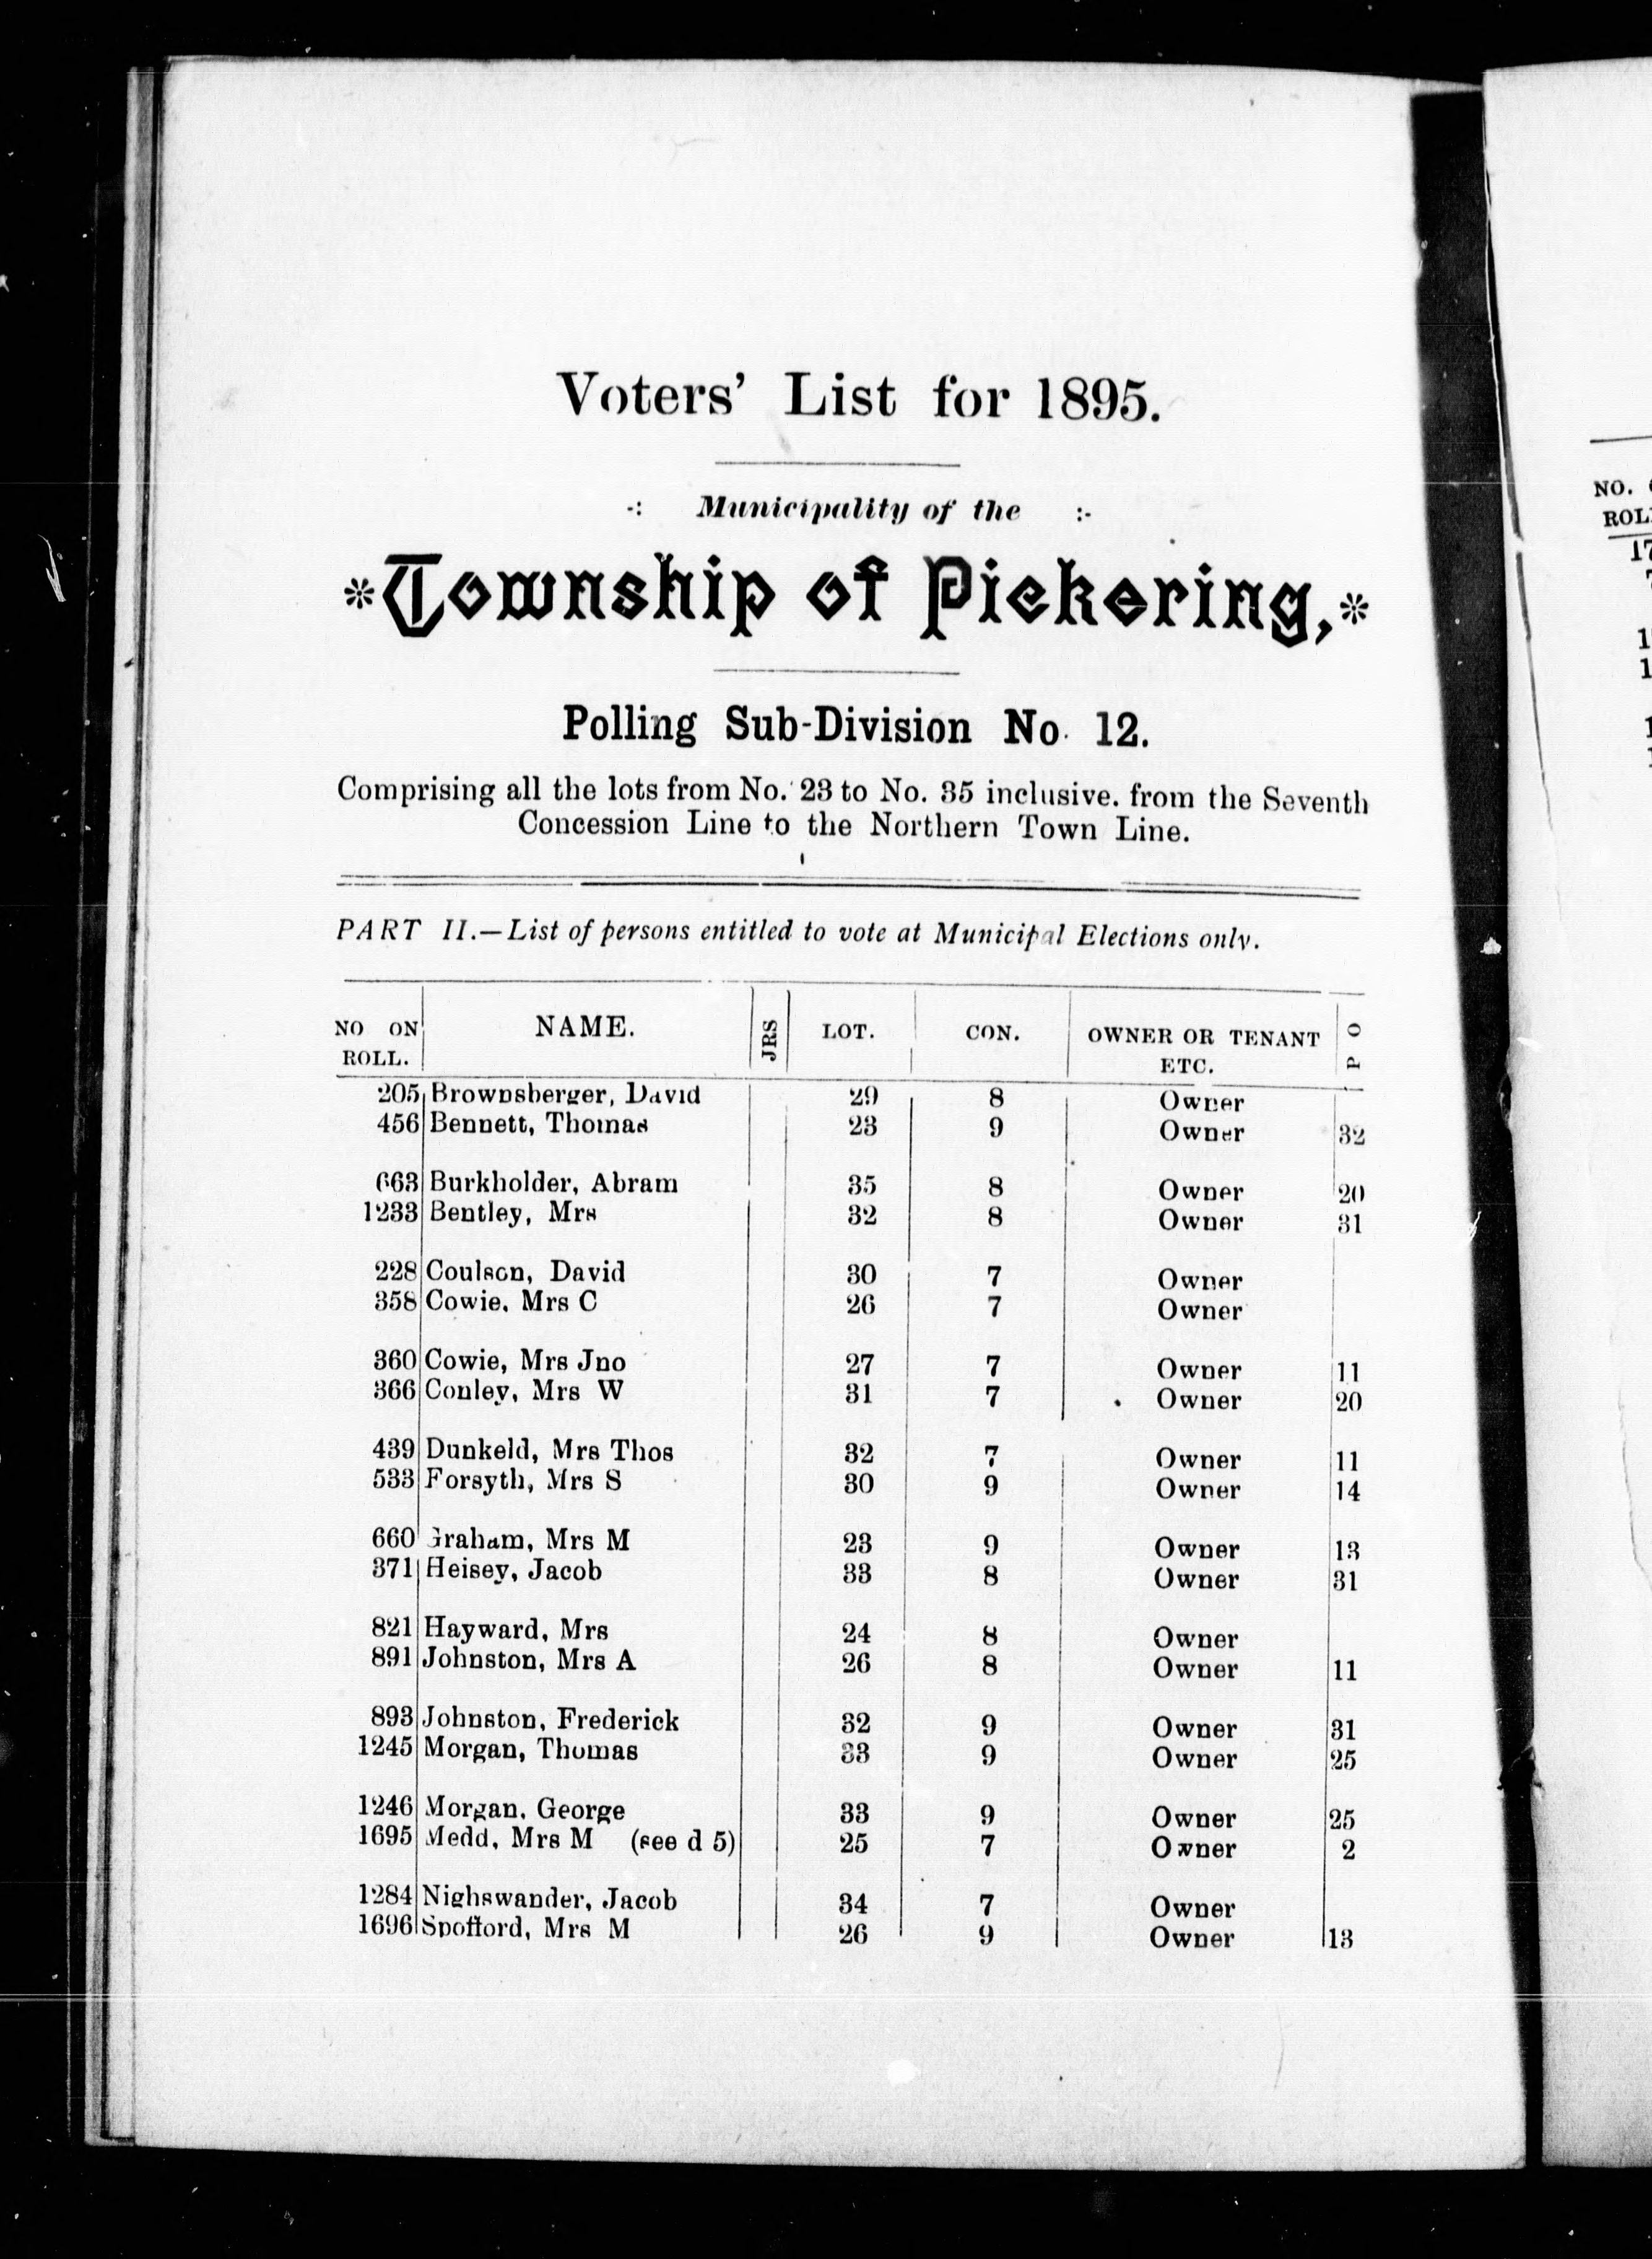 Voters' List for 1895.
-: Municipality of the :-
*Township of Pickering,*
Polling Sub-Division No. 12.
Comprising all the lots from No. 23 to No. 35 inclusive. from the Seventh
Concession Line to the Northern Town Line.
PART II.—List of persons entitled to vote at Municipal Elections only.
NO ON ROLL. NAME. JRS LOT. CON. OWNER OR TENANT ETC. P O
205 Brownsberger, David 29 8 Owner
456 Bennett, Thomas 23 9 Owner 32
663 Burkholder, Abram 35 8 Owner 20
1233 Bentley, Mrs 32 8 Owner 31
228 Coulson, David 30 7 Owner
358 Cowie, Mrs C 26 7 Owner
360 Cowie, Mrs Jno 27 7 Owner 11
366 Conley, Mrs W 31 7 Owner 20
439 Dunkeld, Mrs Thos 32 7 Owner 11
533 Forsyth, Mrs S 30 9 Owner 14
660 Graham, Mrs M 23 9 Owner 13
371 Heisey, Jacob 33 8 Owner 31
821 Hayward, Mrs 24 8 Owner
891 Johnston, Mrs A 26 8 Owner 11
893 Johnston, Frederick 32 9 Owner 31
1245 Morgan, Thomas 33 9 Owner 25
1246 Morgan, George 33 9 Owner 25
1695 Medd, Mrs M (see d 5) 25 7 Owner 2
1284 Nighswander, Jacob 34 7 Owner
1696 Spofford, Mrs M 26 9 Owner 13
NO.